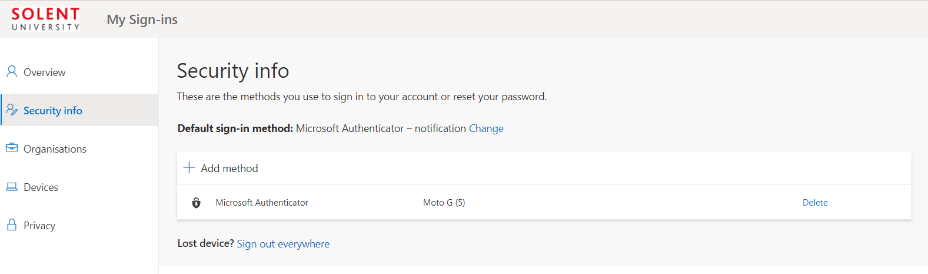 SOLENT
UNIVERSITY
My Sign-ins
Overview
Security info
Organisations
Devices
Privacy
Security info
These are the methods you use to sign in to your account or reset your password.
Default sign-in method: Microsoft Authenticator – notification Change
Add method
Microsoft Authenticator Moto G (5) Delete
Lost device? Sign out everywhere